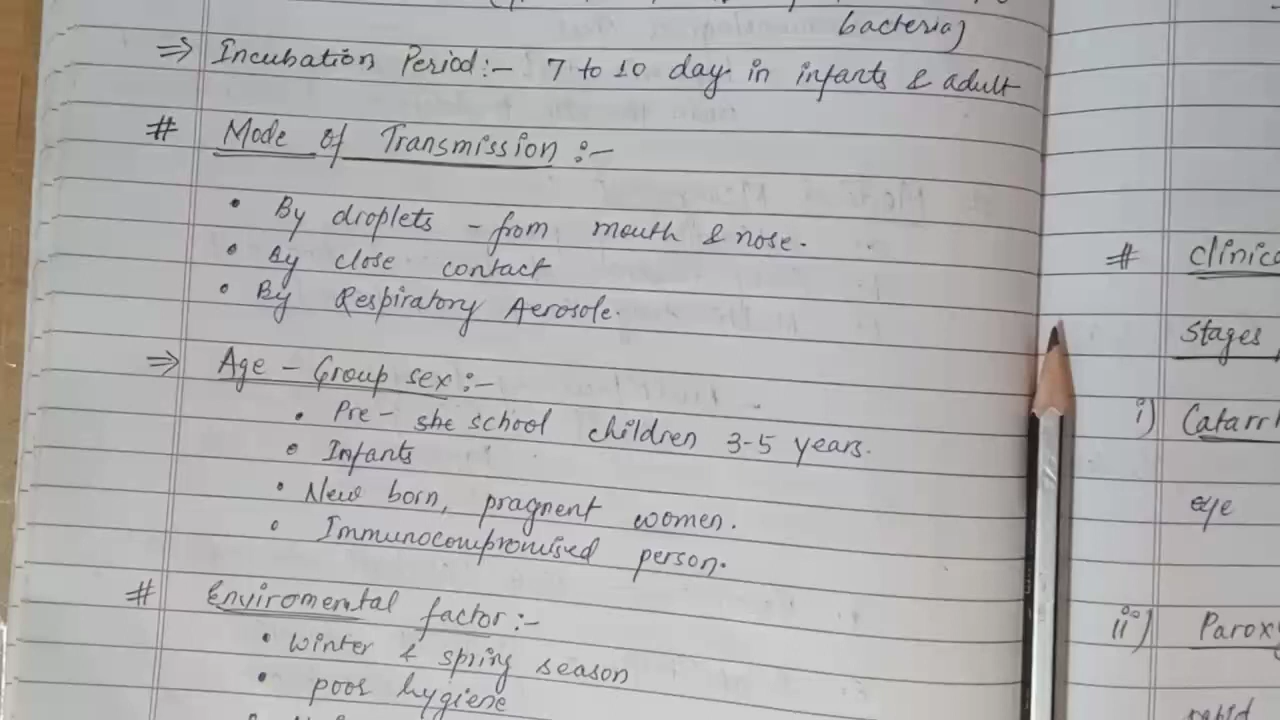 bacteria)
⇒ Incubation Period:- 7 to 10 day in infants & adult
# Mode of Transmission :-
• By droplets - from mouth & nose.
• By close contact
• By Respiratory Aerosole.
⇒ Age - Group sex:-
• Pre- she school children 3-5 years.
• Infants
• New born, pragnent women.
• Immunocompromised person.
# Enviromental factor:-
• winter & spring season
• poor hygiene
# clinic
stages
i) Catarr
eye
ii) Parox